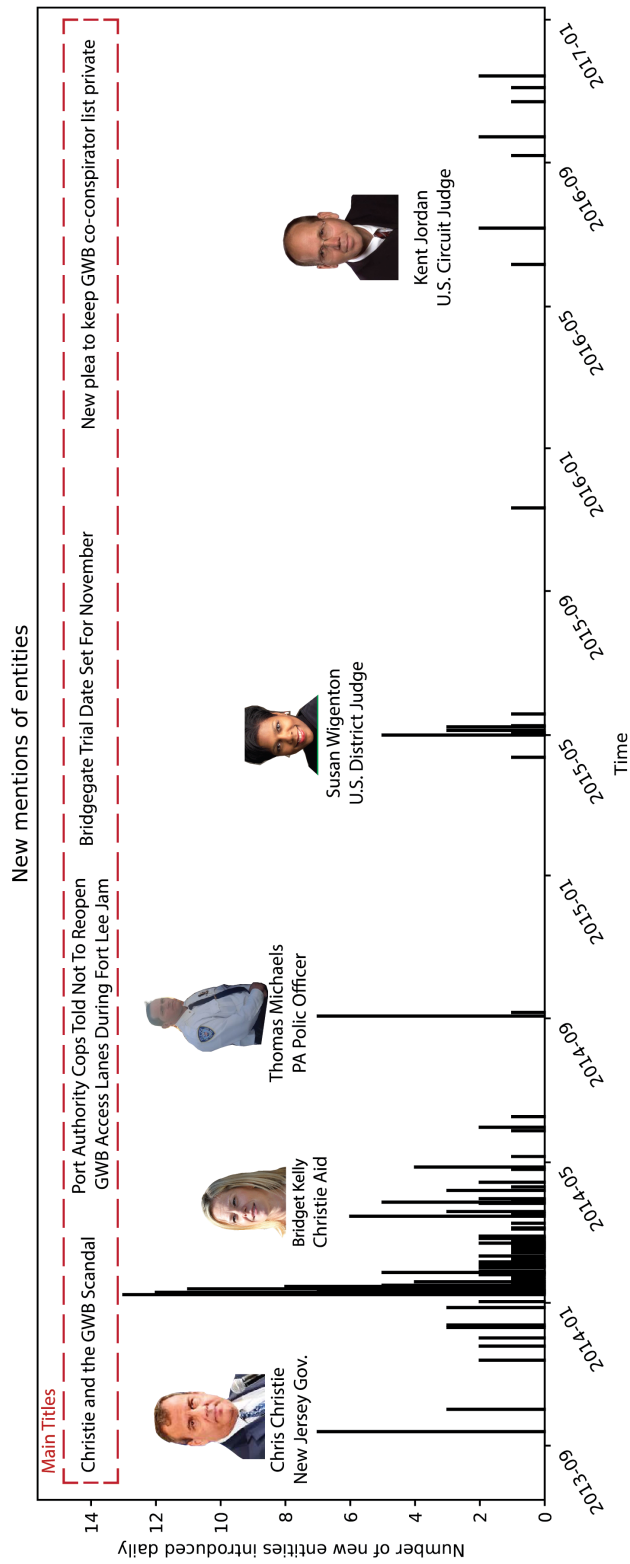 New mentions of entities
Main Titles
Christie and the GWB Scandal
Port Authority Cops Told Not To Reopen
GWB Access Lanes During Fort Lee Jam
Bridgegate Trial Date Set For November
New plea to keep GWB co-conspirator list private
Chris Christie
New Jersey Gov.
Bridget Kelly
Christie Aid
Thomas Michaels
PA Polic Officer
Susan Wigenton
U.S. District Judge
Kent Jordan
U.S. Circuit Judge
Number of new entities introduced daily
14
12
10
8
6
4
2
0
2013-09
2014-01
2014-05
2014-09
2015-01
2015-05
2015-09
2016-01
2016-05
2016-09
2017-01
Time